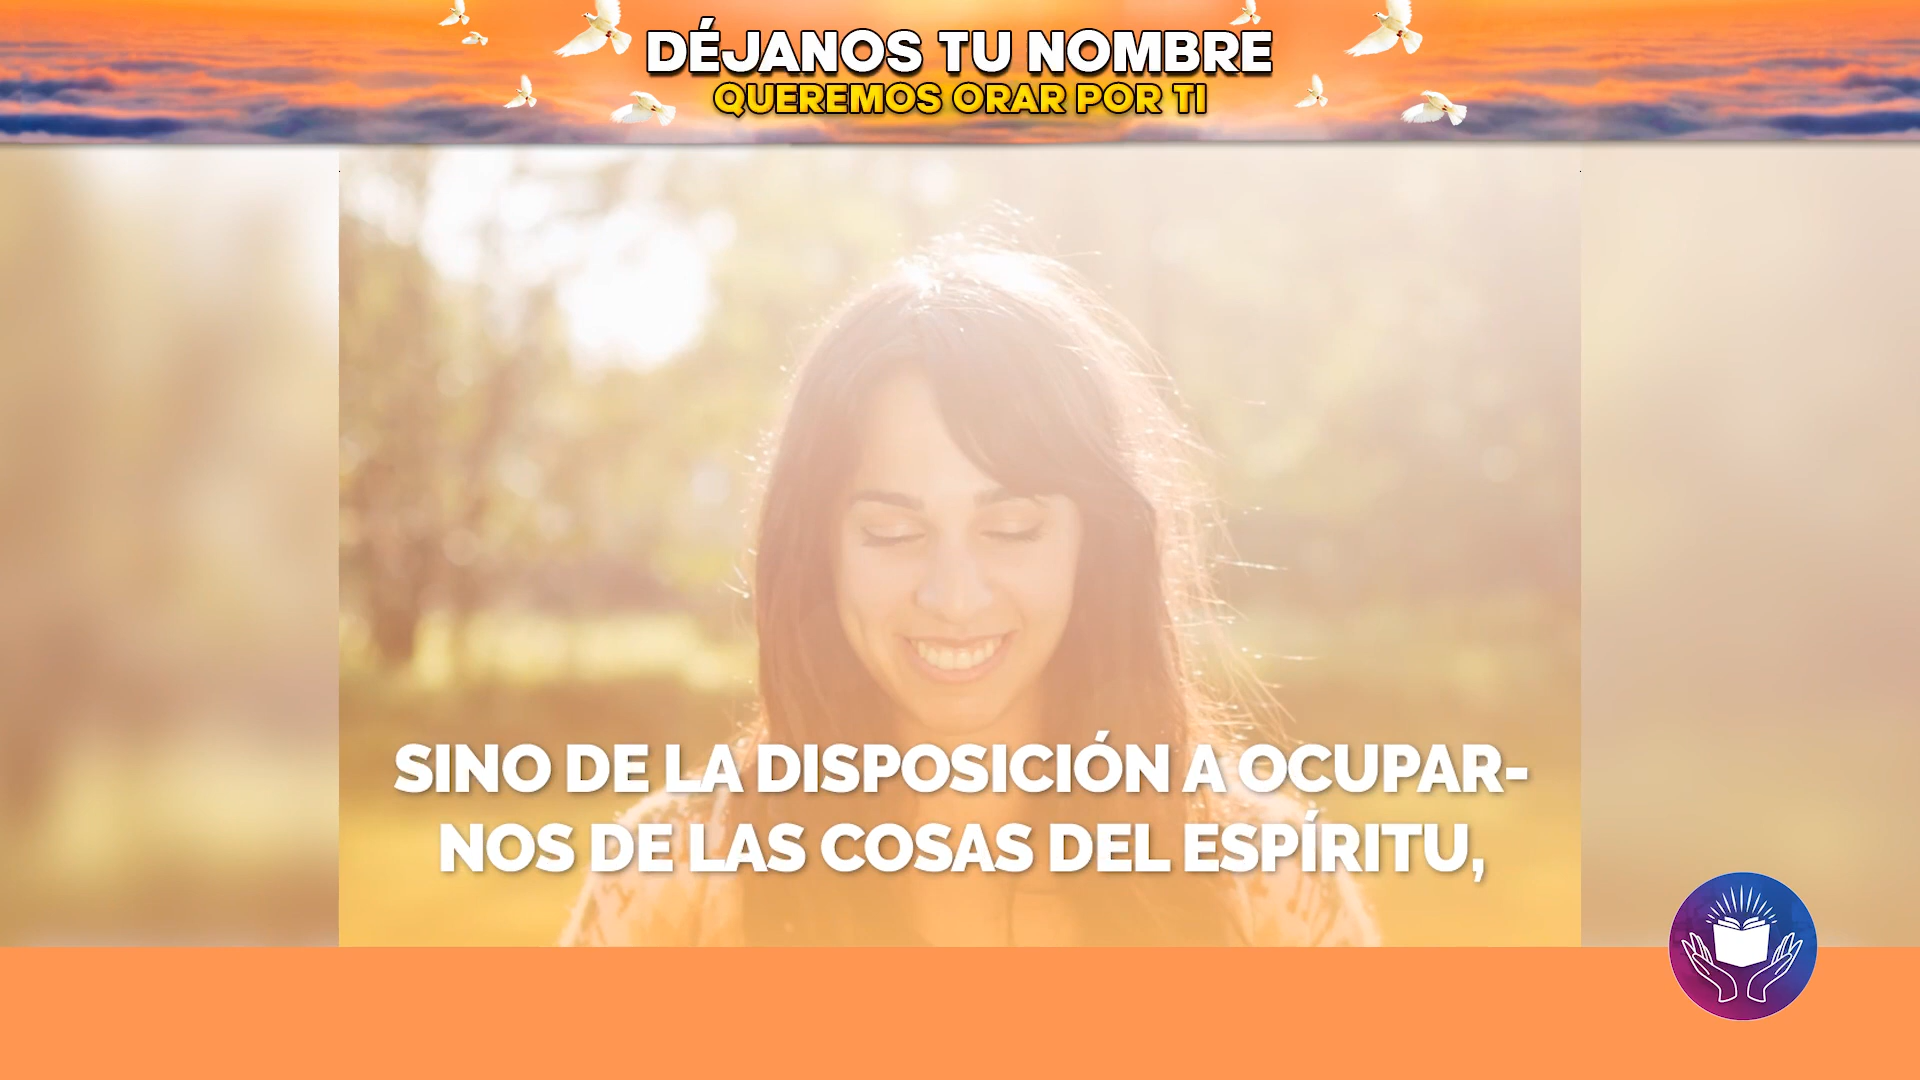 DÉJANOS TU NOMBRE
QUEREMOS ORAR POR TI
SINO DE LA DISPOSICIÓN A OCUPAR-
NOS DE LAS COSAS DEL ESPÍRITU,